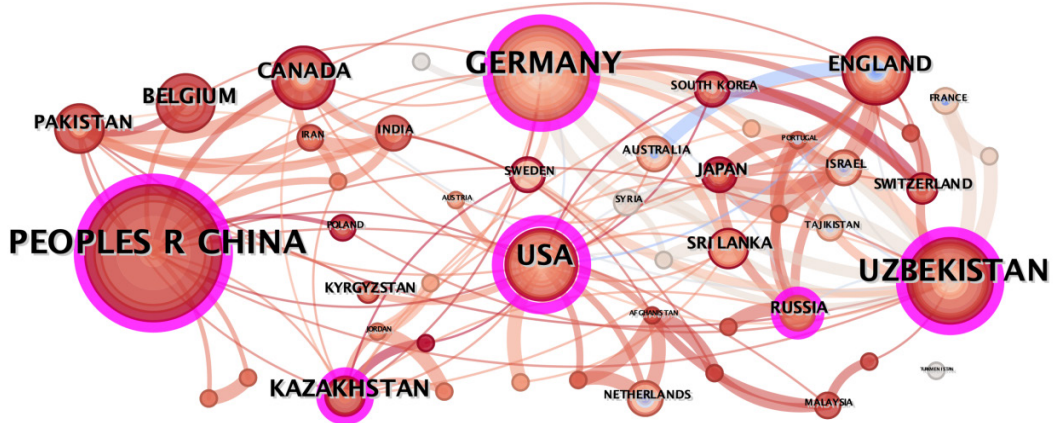 GERMANY
ENGLAND
CANADA
SOUTH KOREA
BELGIUM
FRANCE
PAKISTAN
IRAN
INDIA
PORTUGAL
AUSTRALIA
ISRAEL
SWEDEN
JAPAN
SWITZERLAND
AUSTRIA
SYRIA
POLAND
TAJIKISTAN
PEOPLES R CHINA
SRI LANKA
USA
UZBEKISTAN
KYRGYZSTAN
RUSSIA
AFGHANISTAN
JORDAN
TURKMENISTAN
KAZAKHSTAN
NETHERLANDS
MALAYSIA